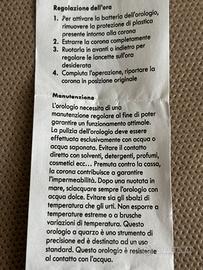 Regolazione dell'ora
1. Per attivare la batteria dell'orologio,
rimuovere la protezione di plastica
presente intorno alla corona
2. Estrarre la corona completamente
3. Ruotarla in avanti o indietro per
regolare le lancette sull'ora
desiderata
4. Compiuta l'operazione, riportare la
corona in posizione originale
Manutenzione
L'orologio necessita di una
manutenzione regolare al fine di poter
garantire un funzionamento ottimale.
La pulizia dell'orologio deve essere
effettuata esclusivamente con acqua o
acqua saponata. Evitare il contatto
diretto con solventi, detergenti, profumi,
cosmetici ecc... Premuta contro la cassa,
la corona contribuisce a garantire
l'impermeabilità. Dopo una nuotata in
mare, sciacquare sempre l'orologio con
acqua dolce. Evitare sia gli sbalzi di
temperatura che gli urti. Non esporre a
temperature estreme o a brusche
variazioni di temperatura. Questo
orologio a quarzo è uno strumento di
precisione ed è destinato ad un uso
standard. Questo orologio è resistente
al contatto con l'acqua.